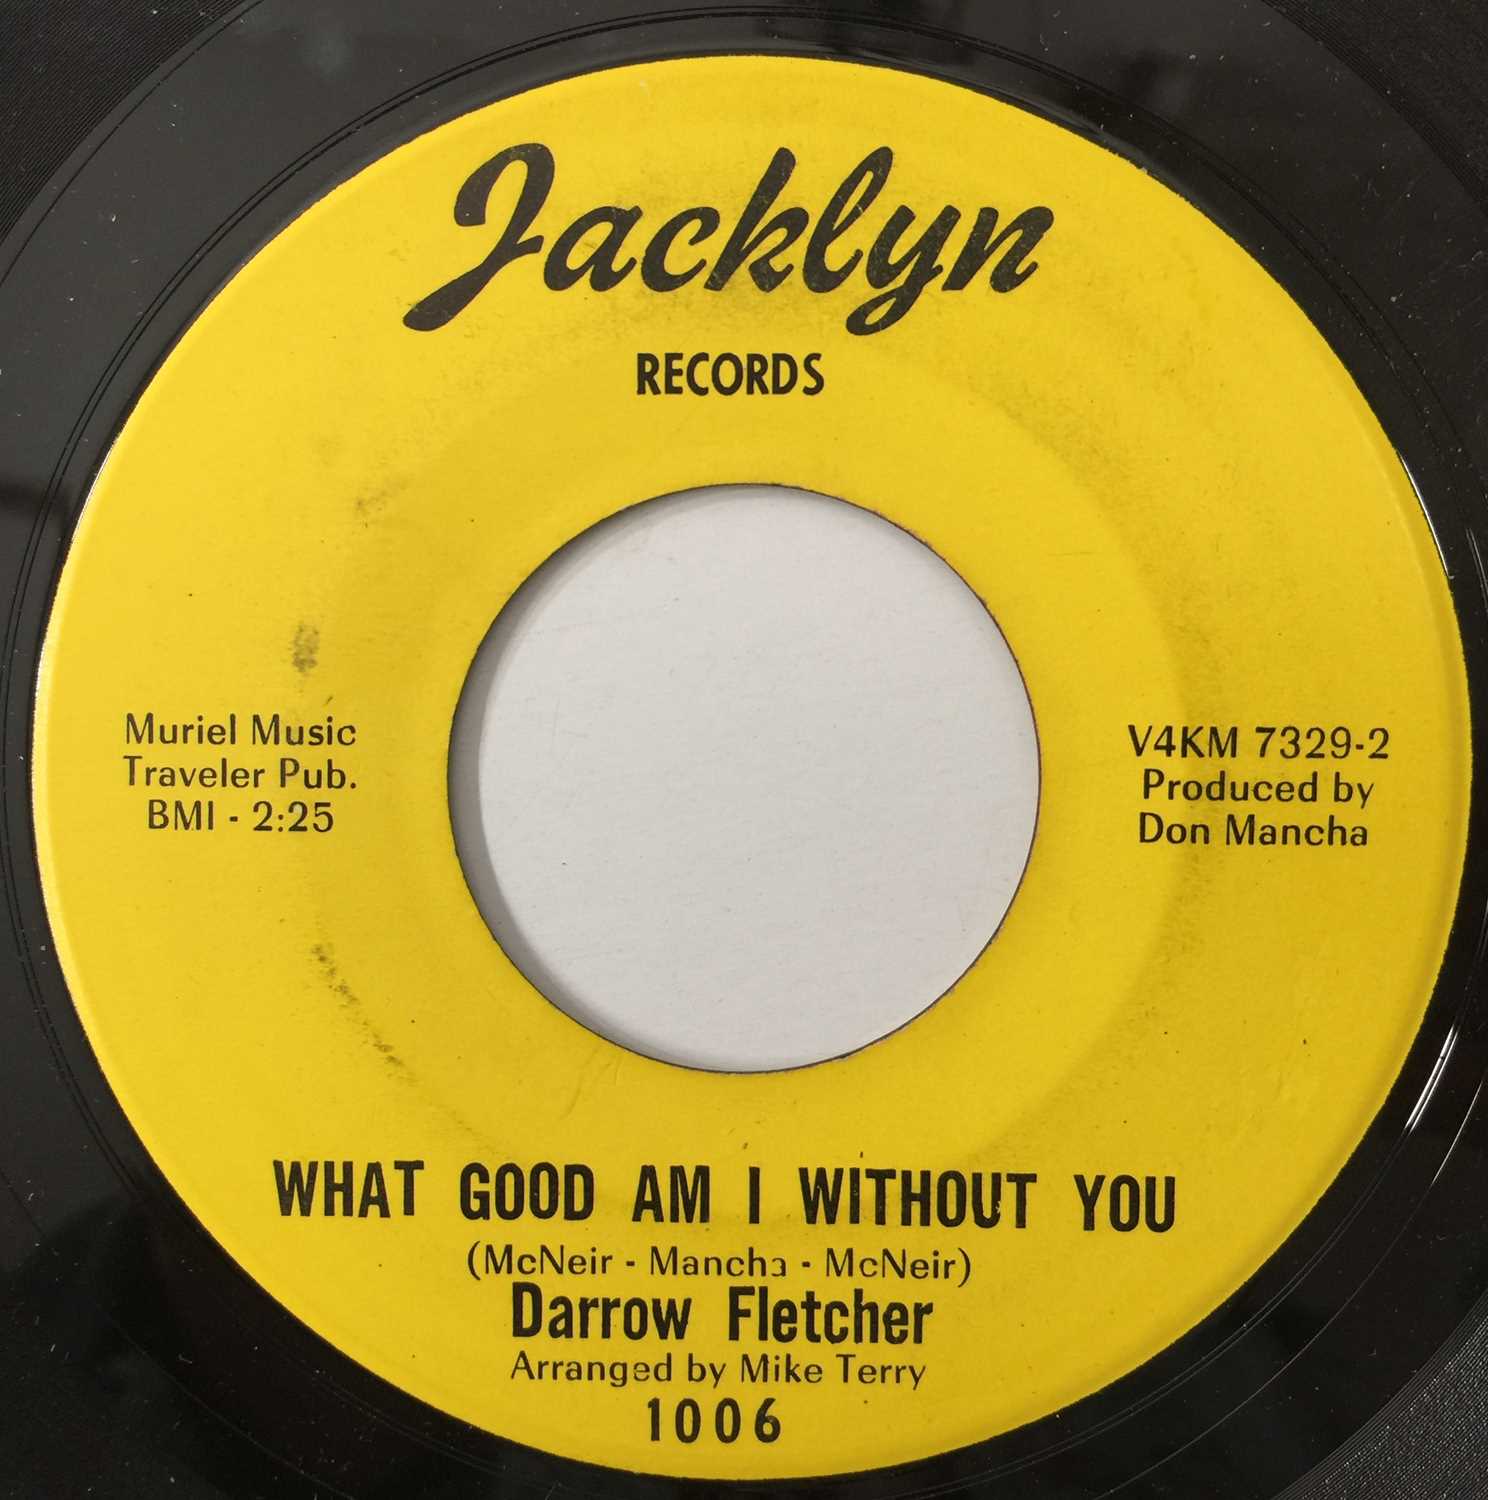 Jacklyn
RECORDS
Muriel Music
Traveler Pub.
BMI - 2:25
V4KM 7329-2
Produced by
Don Mancha
WHAT GOOD AM I WITHOUT YOU
(McNeir - Mancha - McNeir)
Darrow Fletcher
Arranged by Mike Terry
1006